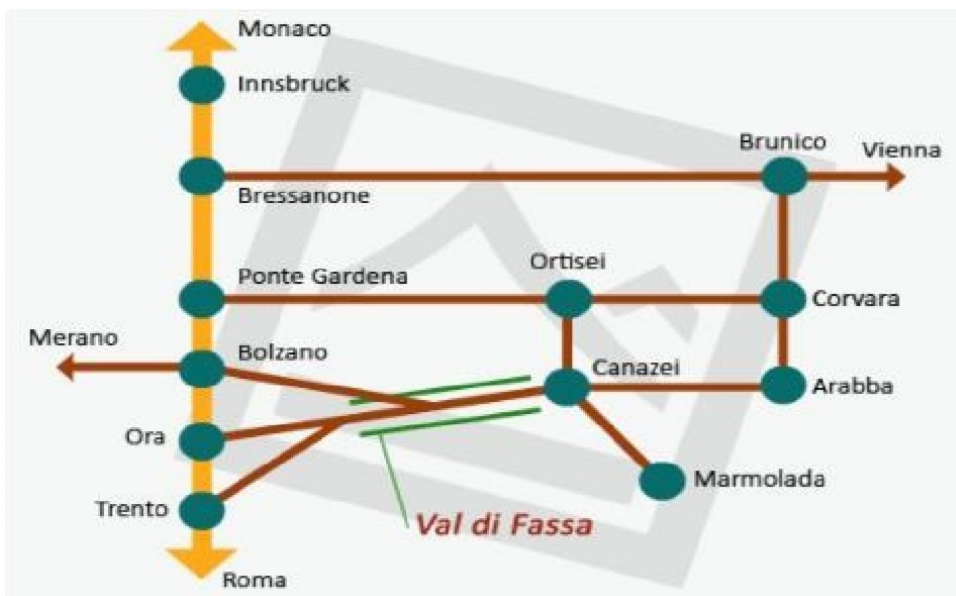 Monaco
Innsbruck
Brunico
Vienna
Bressanone
Ortisei
Ponte Gardena
Corvara
Merano
Bolzano
Canazei
Arabba
Ora
Marmolada
Trento
Val di Fassa
Roma